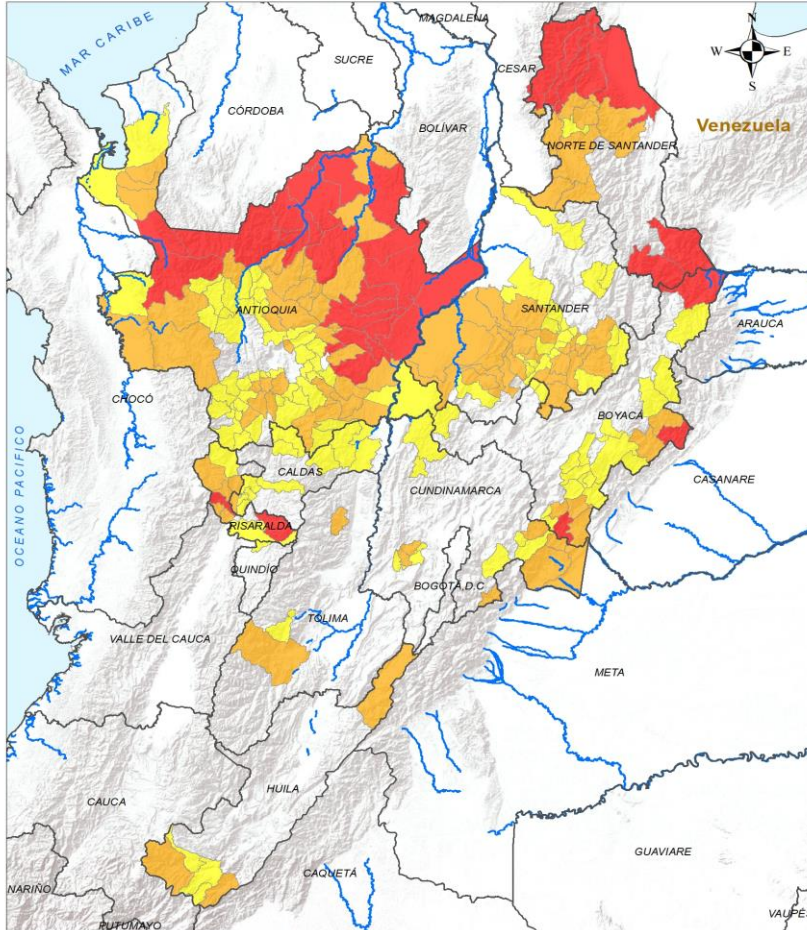 MAGDALENA
N
W E
S
MAR CARIBE
SUCRE
CESAR
CÓRDOBA
BOLÍVAR
Venezuela
NORTE DE SANTANDER
ANTIOQUIA
SANTANDER
ARAUCA
CHOCÓ
BOYACÁ
OCEANO PACIFICO
CALDAS
CUNDINAMARCA
CASANARE
RISARALDA
QUINDÍO
BOGOTÁ, D.C
TOLIMA
VALLE DEL CAUCA
META
HUILA
CAUCA
GUAVIARE
CAQUETÁ
NARIÑO
PUTUMAYO
VAUPÉS